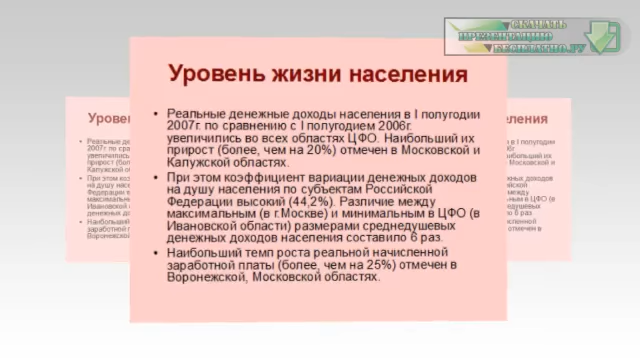 СКАЧАТЬ
ПРЕЗЕНТАЦИЮ
БЕСПЛАТНО.РУ
Уровень жизни населения
• Реальные денежные доходы населения в I полугодии
2007г. по сравнению с I полугодием 2006г.
увеличились во всех областях ЦФО. Наибольший их
прирост (более, чем на 20%) отмечен в Московской и
Калужской областях.
• При этом коэффициент вариации денежных доходов
на душу населения по субъектам Российской
Федерации высокий (44,2%). Различие между
максимальным (в г.Москве) и минимальным в ЦФО (в
Ивановской области) размерами среднедушевых
денежных доходов населения составило 6 раз.
• Наибольший темп роста реальной начисленной
заработной платы (более, чем на 25%) отмечен в
Воронежской, Московской областях.